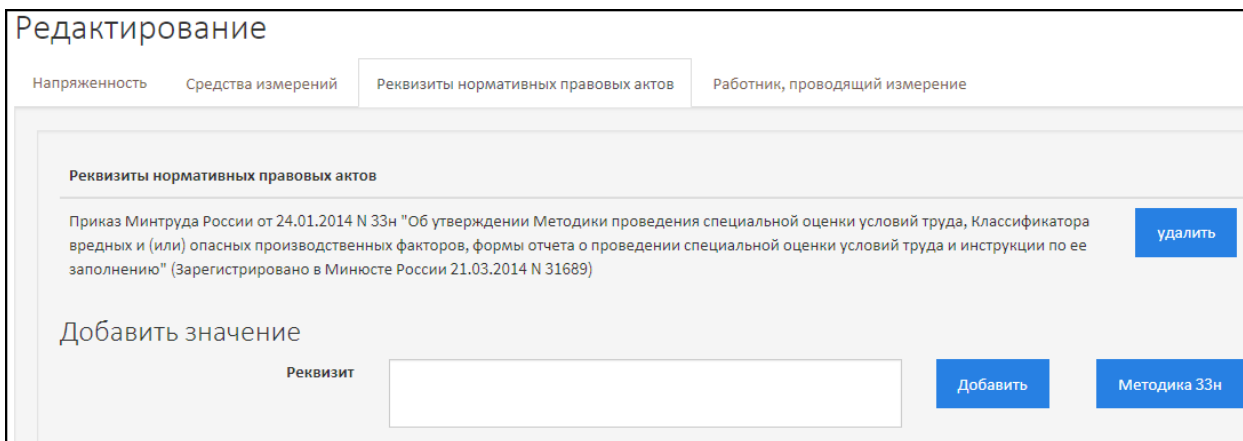 Редактирование
Напряженность Средства измерений Реквизиты нормативных правовых актов Работник, проводящий измерение
Реквизиты нормативных правовых актов
Приказ Минтруда России от 24.01.2014 N 33н "Об утверждении Методики проведения специальной оценки условий труда, Классификатора
вредных и (или) опасных производственных факторов, формы отчета о проведении специальной оценки условий труда и инструкции по ее
заполнению" (Зарегистрировано в Минюсте России 21.03.2014 N 31689)
удалить
Добавить значение
Реквизит
Добавить
Методика 33н